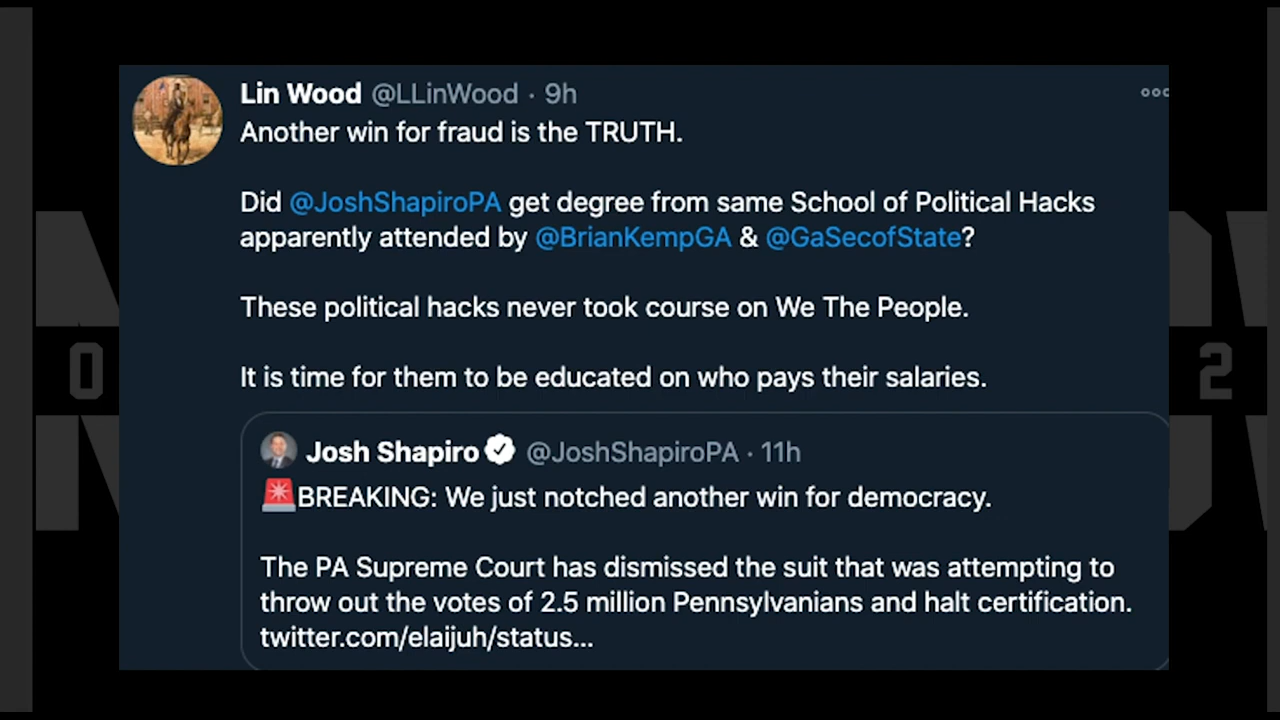 Lin Wood @LLinWood · 9h
Another win for fraud is the TRUTH.
Did @JoshShapiroPA get degree from same School of Political Hacks
apparently attended by @BrianKempGA & @GaSecofState?
These political hacks never took course on We The People.
It is time for them to be educated on who pays their salaries.
Josh Shapiro @JoshShapiroPA · 11h
🚨BREAKING: We just notched another win for democracy.
The PA Supreme Court has dismissed the suit that was attempting to
throw out the votes of 2.5 million Pennsylvanians and halt certification.
twitter.com/elaijuh/status...
0
2